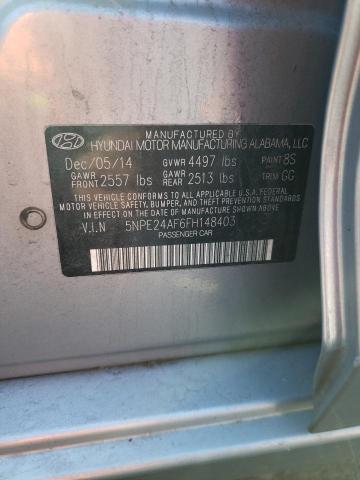 MANUFACTURED BY
HYUNDAI MOTOR MANUFACTURING ALABAMA, LLC
Dec/05/14 GVWR 4497 lbs PAINT 8S
GAWR FRONT 2557 lbs GAWR REAR 2513 lbs TRIM GG
THIS VEHICLE CONFORMS TO ALL APPLICABLE U.S. FEDERAL
MOTOR VEHICLE SAFETY, BUMPER, AND THEFT PREVENTION
STANDARDS IN EFFECT ON THE DATE OF MANUFACTURE SHOWN ABOVE.
V.I.N 5NPE24AF6FH148403
PASSENGER CAR